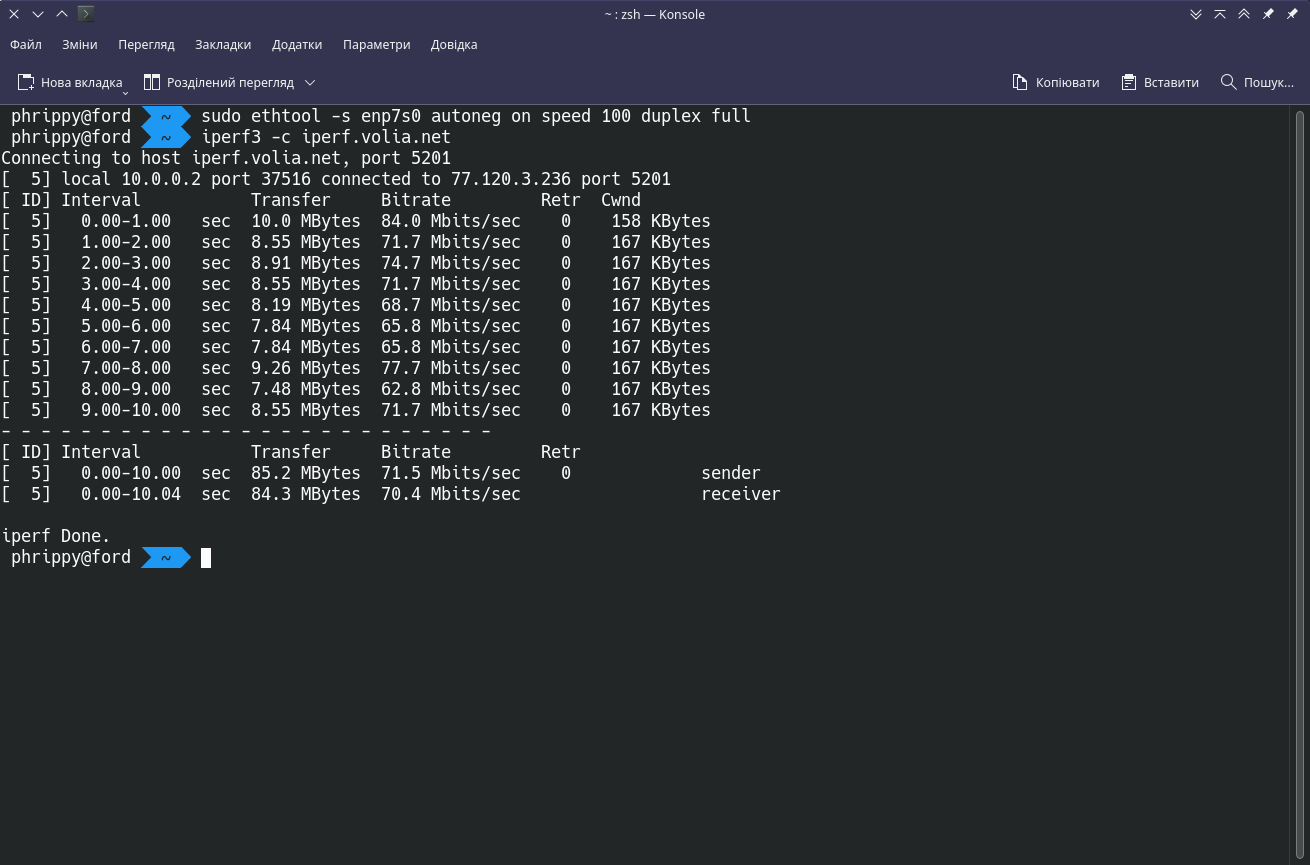 ~ : zsh — Konsole
Файл Зміни Перегляд Закладки Додатки Параметри Довідка
Нова вкладка Розділений перегляд Копіювати Вставити Пошук...
phrippy@ford ~ sudo ethtool -s enp7s0 autoneg on speed 100 duplex full
phrippy@ford ~ iperf3 -c iperf.volia.net
Connecting to host iperf.volia.net, port 5201
[  5] local 10.0.0.2 port 37516 connected to 77.120.3.236 port 5201
[ ID] Interval           Transfer     Bitrate         Retr  Cwnd
[  5]   0.00-1.00   sec  10.0 MBytes  84.0 Mbits/sec    0    158 KBytes
[  5]   1.00-2.00   sec  8.55 MBytes  71.7 Mbits/sec    0    167 KBytes
[  5]   2.00-3.00   sec  8.91 MBytes  74.7 Mbits/sec    0    167 KBytes
[  5]   3.00-4.00   sec  8.55 MBytes  71.7 Mbits/sec    0    167 KBytes
[  5]   4.00-5.00   sec  8.19 MBytes  68.7 Mbits/sec    0    167 KBytes
[  5]   5.00-6.00   sec  7.84 MBytes  65.8 Mbits/sec    0    167 KBytes
[  5]   6.00-7.00   sec  7.84 MBytes  65.8 Mbits/sec    0    167 KBytes
[  5]   7.00-8.00   sec  9.26 MBytes  77.7 Mbits/sec    0    167 KBytes
[  5]   8.00-9.00   sec  7.48 MBytes  62.8 Mbits/sec    0    167 KBytes
[  5]   9.00-10.00  sec  8.55 MBytes  71.7 Mbits/sec    0    167 KBytes
- - - - - - - - - - - - - - - - - - - - - - - - -
[ ID] Interval           Transfer     Bitrate         Retr
[  5]   0.00-10.00  sec  85.2 MBytes  71.5 Mbits/sec    0             sender
[  5]   0.00-10.04  sec  84.3 MBytes  70.4 Mbits/sec                  receiver
iperf Done.
phrippy@ford ~